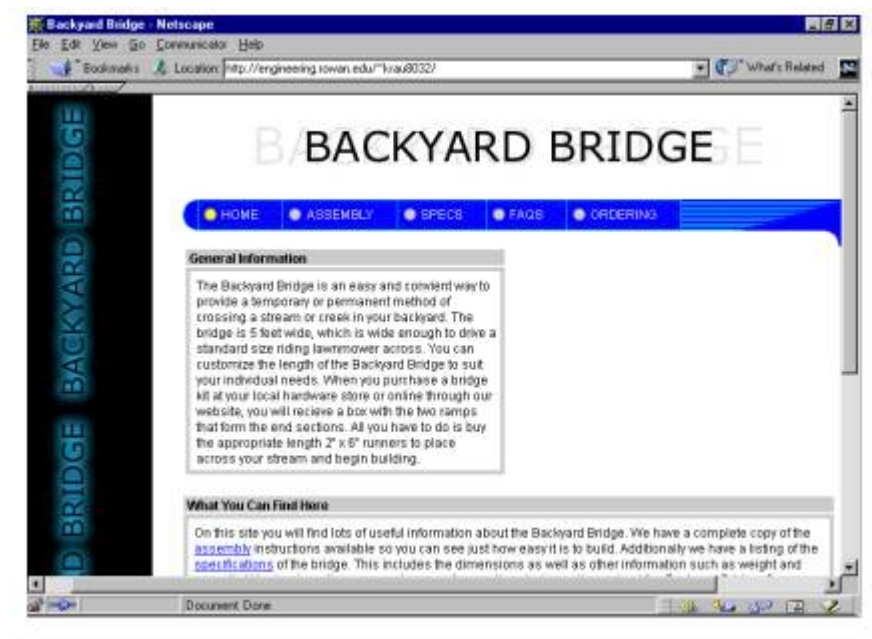 Backyard Bridge - Netscape
File Edit View Go Communicator Help
Bookmarks Location: http://engineering.rowan.edu/~krau8032/ What's Related
BACKYARD BRIDGE
BACKYARD BRIDGE
HOME ASSEMBLY SPECS FAQS ORDERING
General Information
The Backyard Bridge is an easy and convient way to
provide a temporary or permanent method of
crossing a stream or creek in your backyard. The
bridge is 5 feet wide, which is wide enough to drive a
standard size riding lawnmower across. You can
customize the length of the Backyard Bridge to suit
your individual needs. When you purchase a bridge
kit at your local hardware store or online through our
website, you will recieve a box with the two ramps
that form the end sections. All you have to do is buy
the appropriate length 2" x 6" runners to place
across your stream and begin building.
D BRIDGE
What You Can Find Here
On this site you will find lots of useful information about the Backyard Bridge. We have a complete copy of the
assembly instructions available so you can see just how easy it is to build. Additionally we have a listing of the
specifications of the bridge. This includes the dimensions as well as other information such as weight and
Document Done